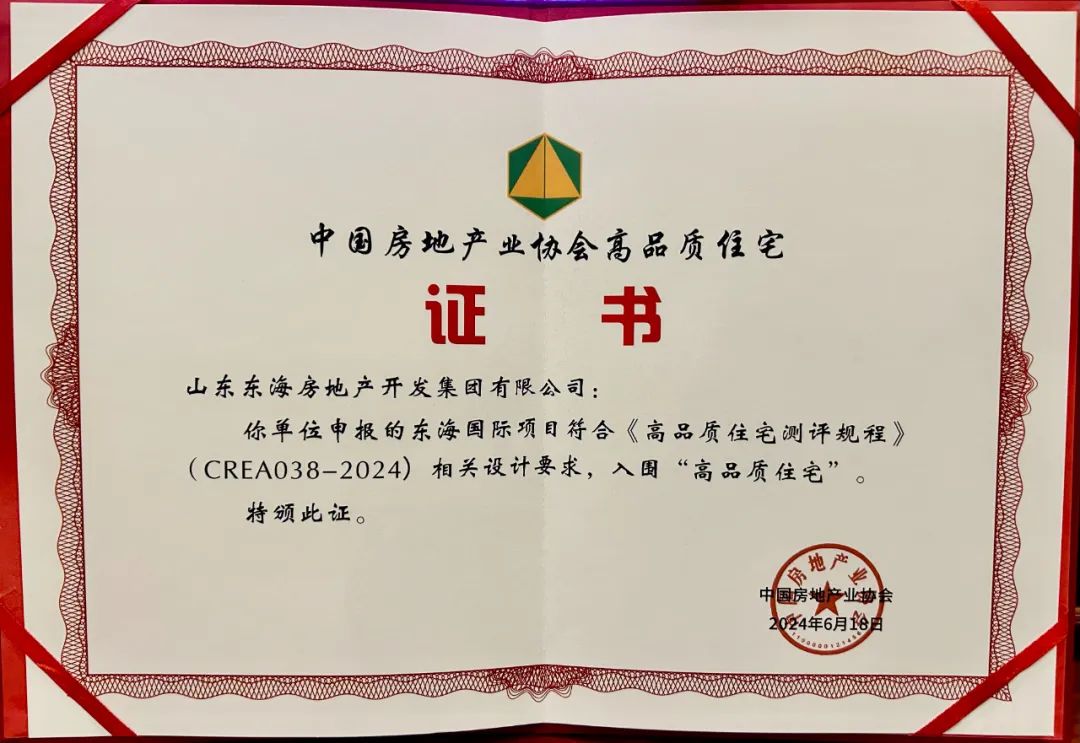 中国房地产业协会高品质住宅
证书
山东东海房地产开发集团有限公司：
你单位申报的东海国际项目符合《高品质住宅测评规程》
（CREA038-2024）相关设计要求，入围“高品质住宅”。
特颁此证。
中国房地产业协会
2024年6月18日